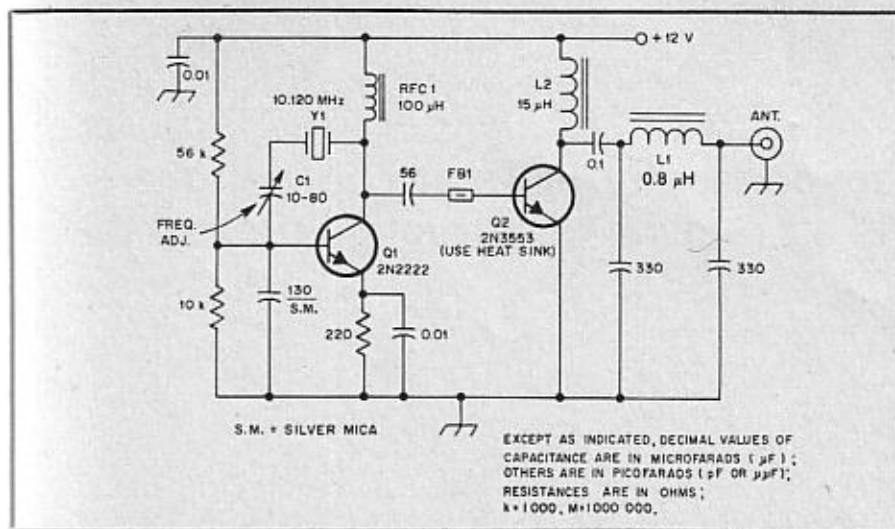 +12 V
0.01
RFC 1
100 µH
L2
15 µH
10.120 MHz
Y1
ANT.
56 k
C1
10-80
56
FB1
0.1
L1
0.8 µH
FREQ.
ADJ.
Q1
2N2222
Q2
2N3553
(USE HEAT SINK)
10 k
130
S.M.
220
0.01
330
330
S.M. = SILVER MICA
EXCEPT AS INDICATED, DECIMAL VALUES OF
CAPACITANCE ARE IN MICROFARADS ( µF ) ;
OTHERS ARE IN PICOFARADS ( pF OR µµF);
RESISTANCES ARE IN OHMS ;
k=1000, M=1000 000.